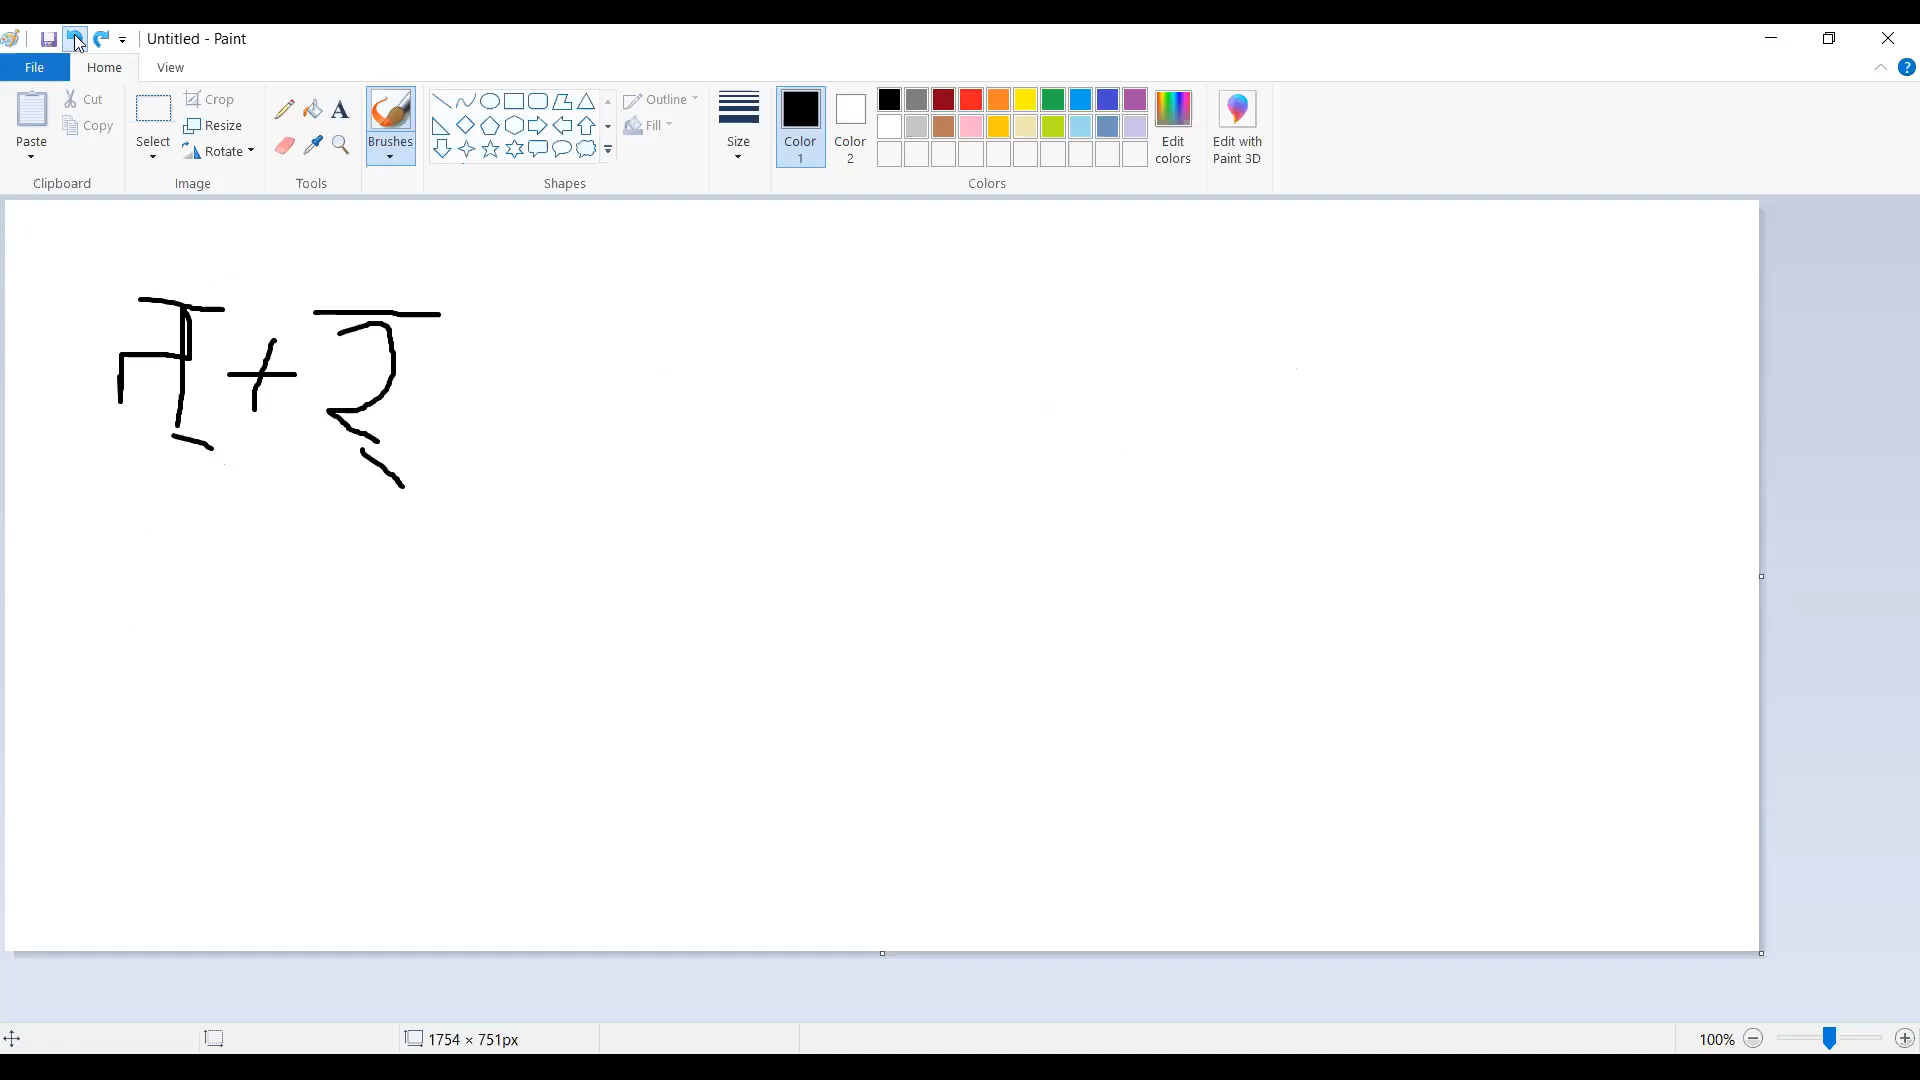 Untitled - Paint
File Home View
Paste Cut Copy Clipboard
Select Crop Resize Rotate Image
Tools
Brushes
Shapes
Outline Fill
Size
Color 1
Color 2
Colors
Edit colors
Edit with Paint 3D
त् + र्
1754 × 751px
100%